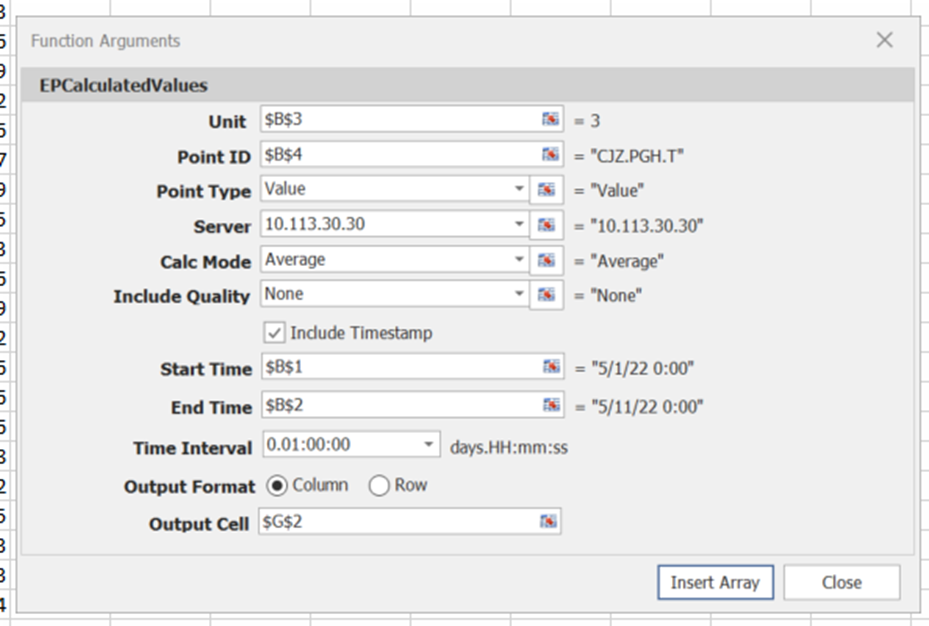 Function Arguments
EPCalculatedValues
Unit $B$3 = 3
Point ID $B$4 = "CJZ.PGH.T"
Point Type Value = "Value"
Server 10.113.30.30 = "10.113.30.30"
Calc Mode Average = "Average"
Include Quality None = "None"
Include Timestamp
Start Time $B$1 = "5/1/22 0:00"
End Time $B$2 = "5/11/22 0:00"
Time Interval 0.01:00:00 days.HH:mm:ss
Output Format Column Row
Output Cell $G$2
Insert Array Close